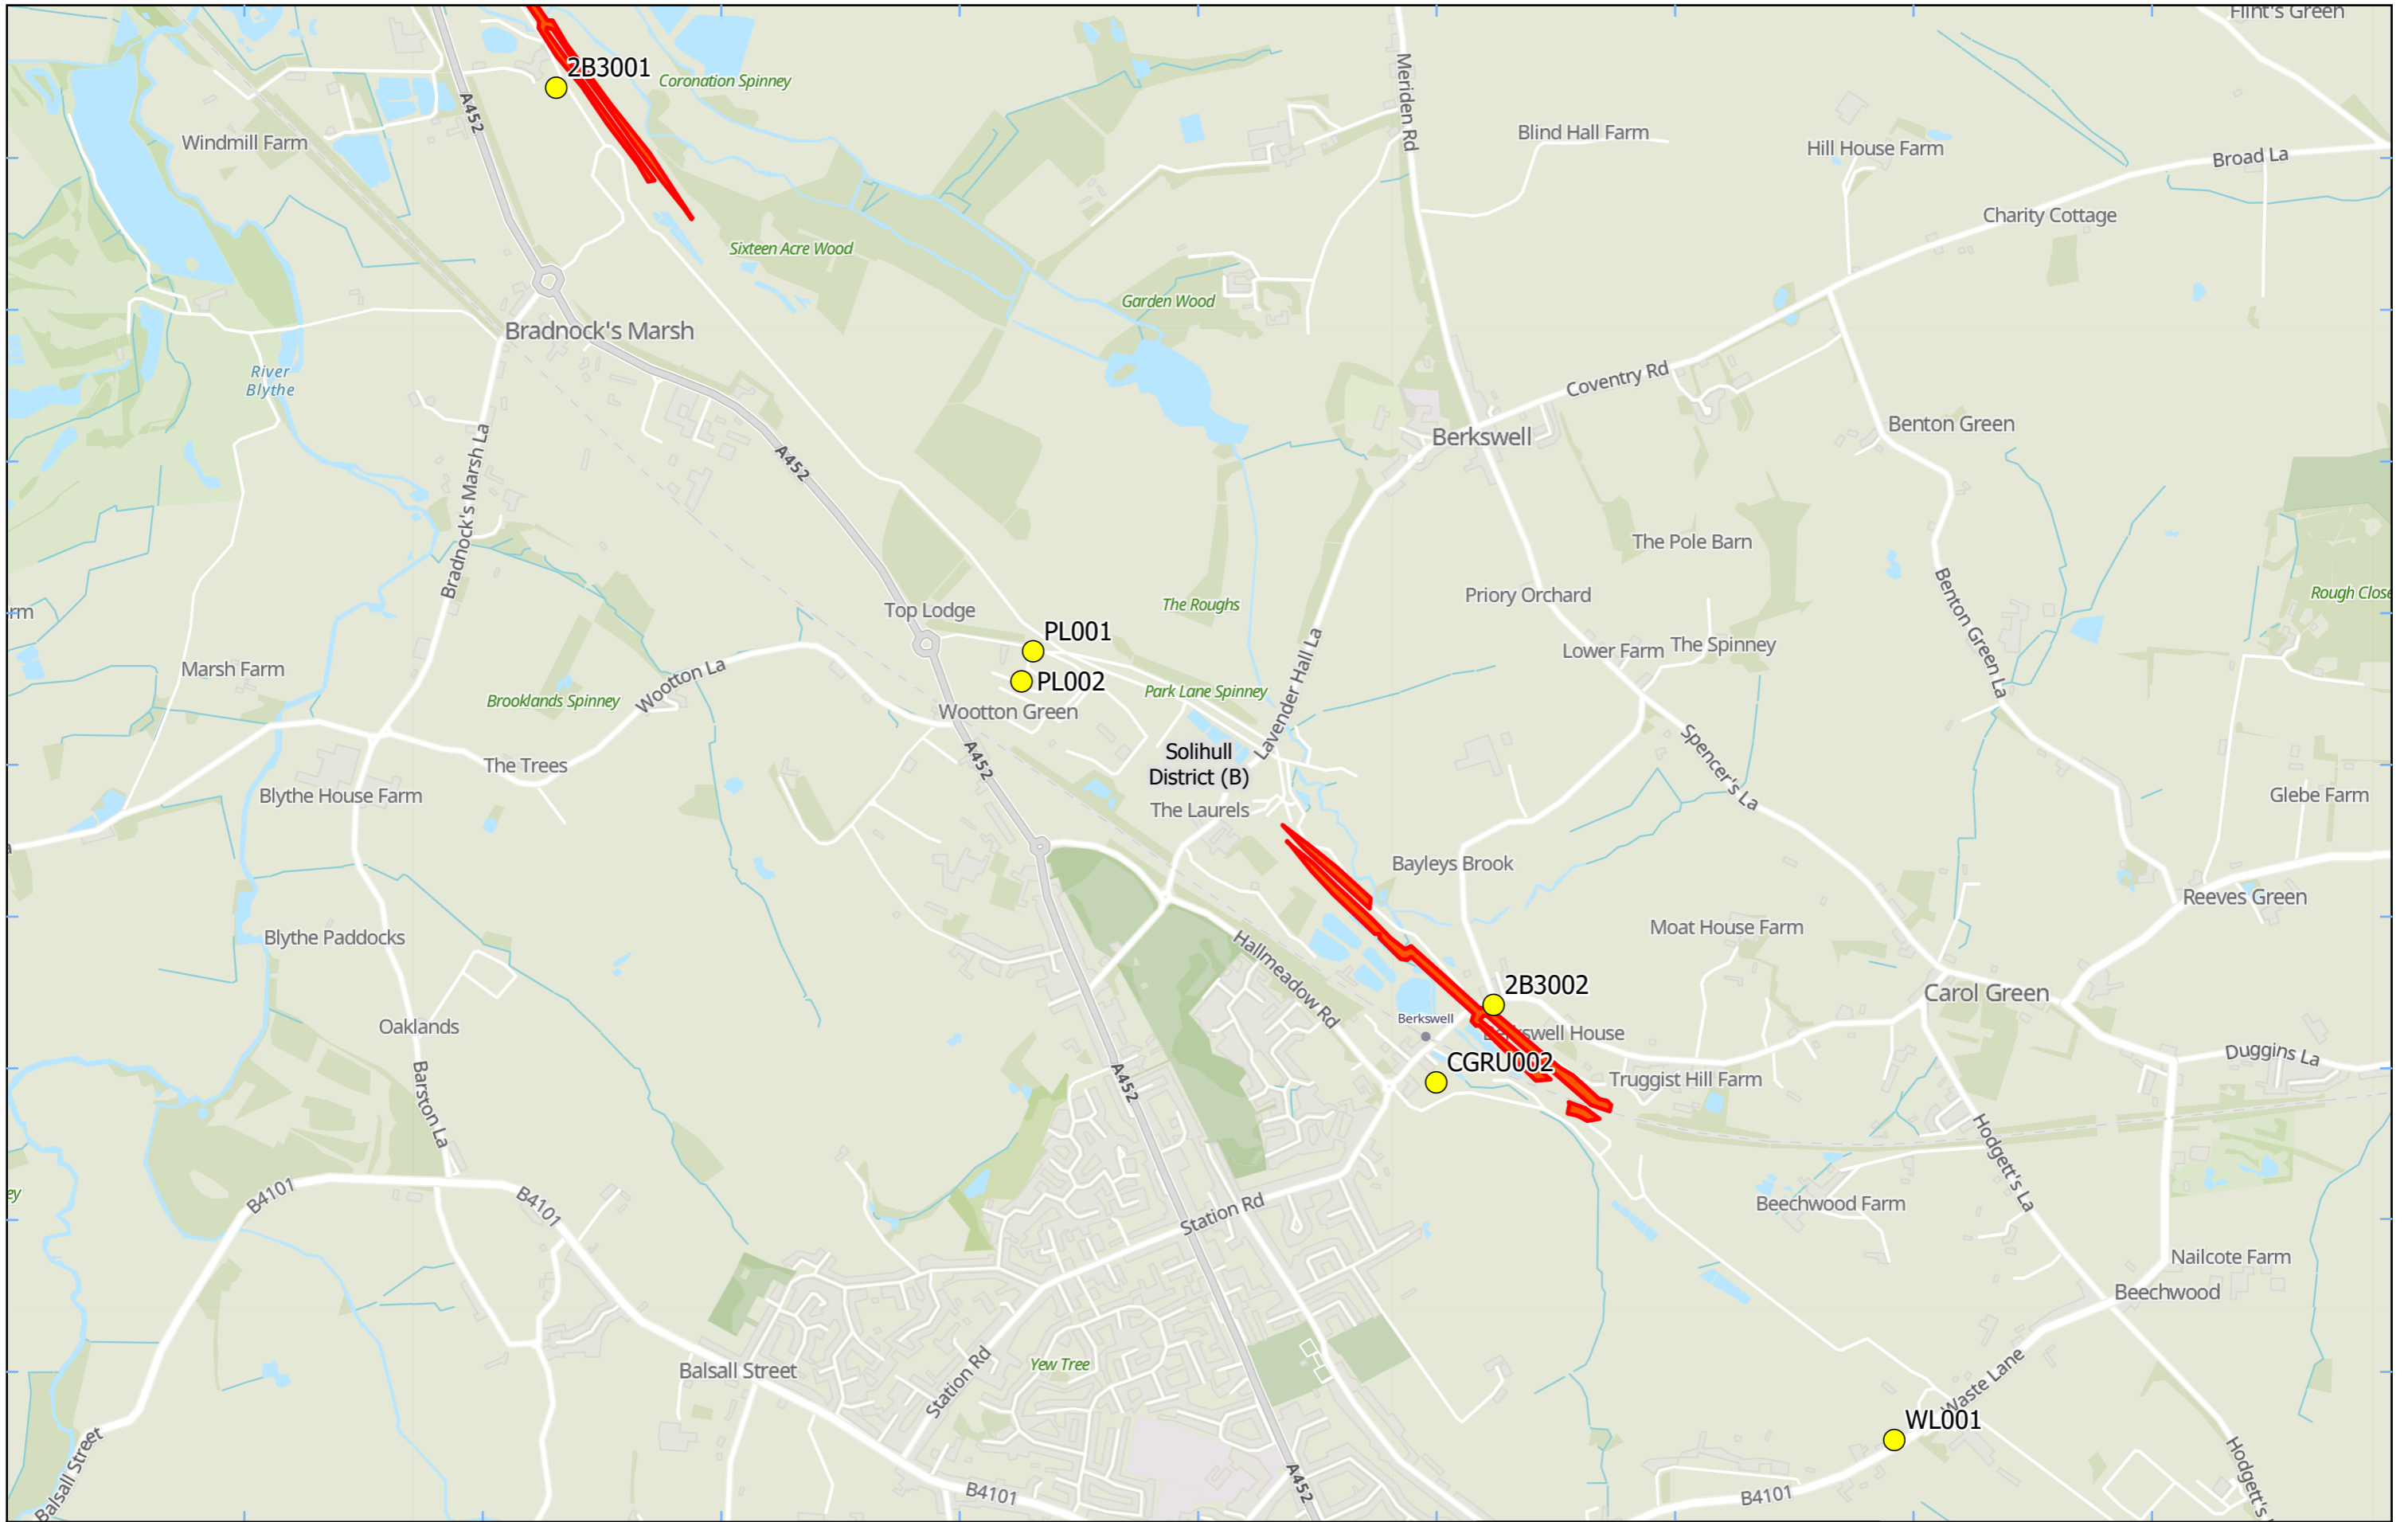 Flint's Green
2B3001
Coronation Spinney
A452
Meriden Rd
Windmill Farm
Blind Hall Farm
Hill House Farm
Broad La
Charity Cottage
Sixteen Acre Wood
Garden Wood
Bradnock's Marsh
River
Blythe
Coventry Rd
Benton Green
Berkswell
A452
Bradnock's Marsh La
The Pole Barn
Priory Orchard
Benton Green La
Rough Close
rm
Top Lodge
The Roughs
PL001
Lavender Hall La
Lower Farm
The Spinney
Marsh Farm
Wootton La
PL002
Park Lane Spinney
Brooklands Spinney
Wootton Green
A452
Solihull
District (B)
Spencer's La
The Trees
Blythe House Farm
The Laurels
Glebe Farm
a
Bayleys Brook
Reeves Green
Blythe Paddocks
Hallmeadow Rd
Moat House Farm
2B3002
Carol Green
Oaklands
Berkswell
Berkswell House
CGRU002
Duggins La
Barston La
A452
Truggist Hill Farm
Hodgett's La
ey
B4101
B4101
Station Rd
Beechwood Farm
Nailcote Farm
Beechwood
Balsall Street
Station Rd
Yew Tree
Waste Lane
WL001
Balsall Street
B4101
A452
B4101
Hodgett's